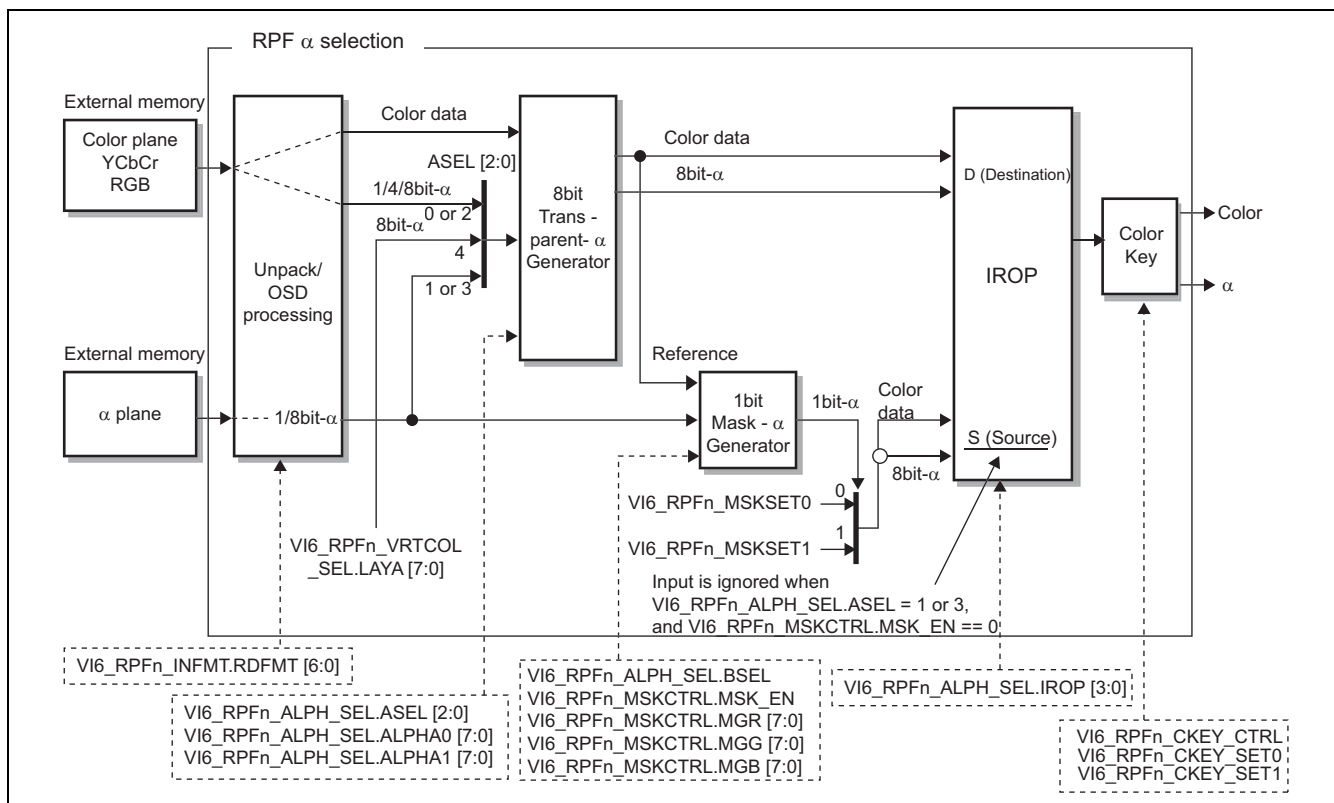 RPF α selection
External memory
Color plane
YCbCr
RGB
External memory
α plane
Unpack/
OSD
processing
1/8bit-α
Color data
ASEL [2:0]
1/4/8bit-α
0 or 2
8bit-α
4
1 or 3
8bit
Trans -
parent- α
Generator
VI6_RPFn_VRTCOL
_SEL.LAYA [7:0]
Color data
8bit-α
Reference
1bit
Mask - α
Generator
1bit-α
Color
data
8bit-α
VI6_RPFn_MSKSET0
0
VI6_RPFn_MSKSET1
1
D (Destination)
IROP
S (Source)
Color
Key
Color
α
Input is ignored when
VI6_RPFn_ALPH_SEL.ASEL = 1 or 3,
and VI6_RPFn_MSKCTRL.MSK_EN == 0
VI6_RPFn_INFMT.RDFMT [6:0]
VI6_RPFn_ALPH_SEL.ASEL [2:0]
VI6_RPFn_ALPH_SEL.ALPHA0 [7:0]
VI6_RPFn_ALPH_SEL.ALPHA1 [7:0]
VI6_RPFn_ALPH_SEL.BSEL
VI6_RPFn_MSKCTRL.MSK_EN
VI6_RPFn_MSKCTRL.MGR [7:0]
VI6_RPFn_MSKCTRL.MGG [7:0]
VI6_RPFn_MSKCTRL.MGB [7:0]
VI6_RPFn_ALPH_SEL.IROP [3:0]
VI6_RPFn_CKEY_CTRL
VI6_RPFn_CKEY_SET0
VI6_RPFn_CKEY_SET1